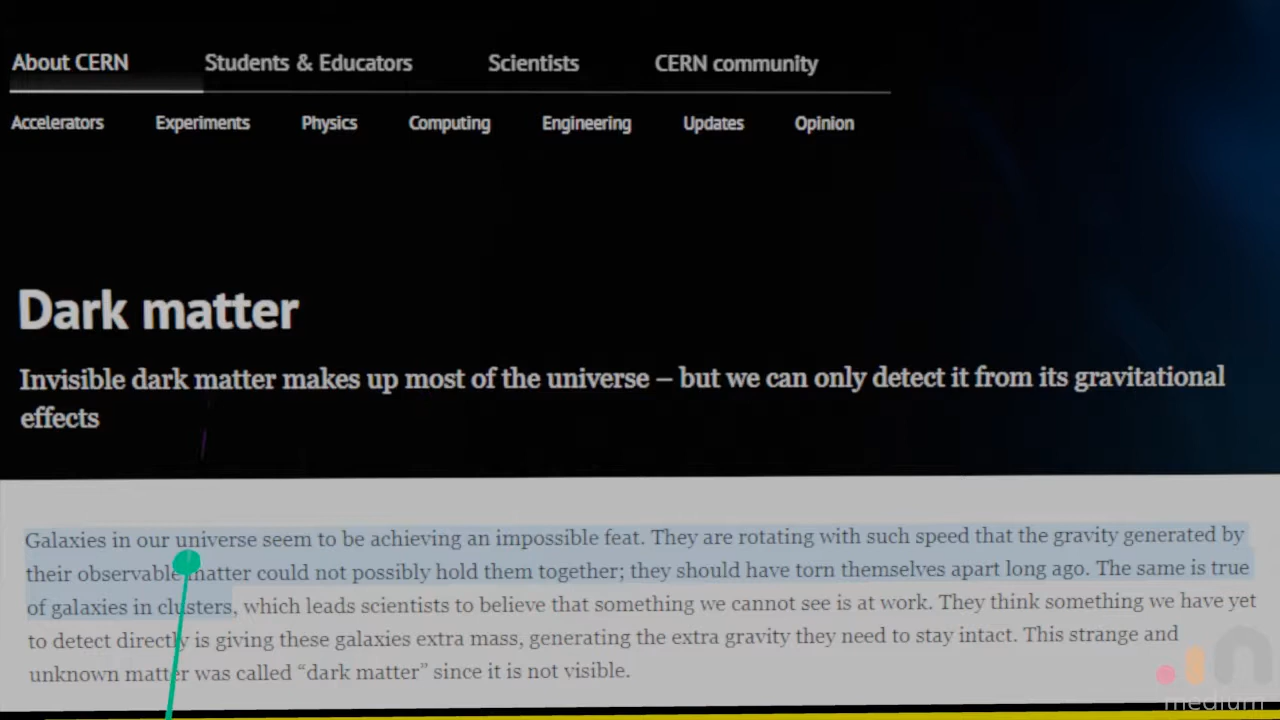 About CERN Students & Educators Scientists CERN community
Accelerators Experiments Physics Computing Engineering Updates Opinion
Dark matter
Invisible dark matter makes up most of the universe – but we can only detect it from its gravitational
effects
Galaxies in our universe seem to be achieving an impossible feat. They are rotating with such speed that the gravity generated by
their observable matter could not possibly hold them together; they should have torn themselves apart long ago. The same is true
of galaxies in clusters, which leads scientists to believe that something we cannot see is at work. They think something we have yet
to detect directly is giving these galaxies extra mass, generating the extra gravity they need to stay intact. This strange and
unknown matter was called “dark matter” since it is not visible.
medium